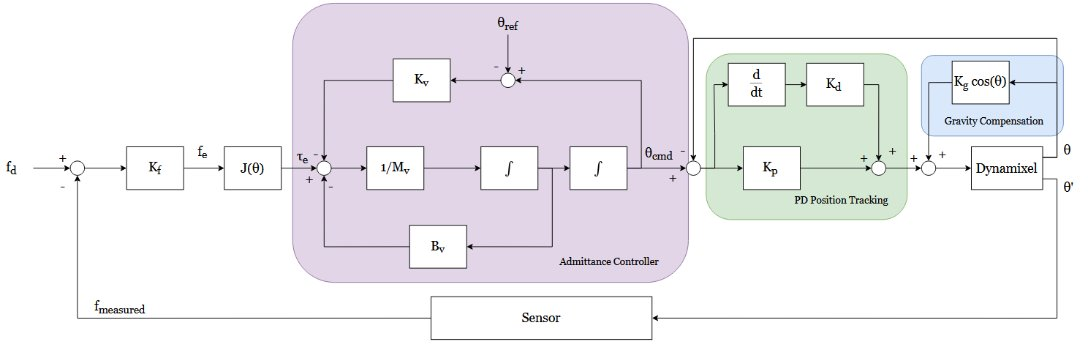 θref
-
+
Kv
d
dt
Kd
Kg cos(θ)
Gravity Compensation
fd
+
-
Kf
fe
J(θ)
τe
-
+
-
1/Mv
∫
∫
θcmd
-
+
Kp
+
+
+
+
Dynamixel
θ
θ'
PD Position Tracking
Bv
Admittance Controller
fmeasured
Sensor